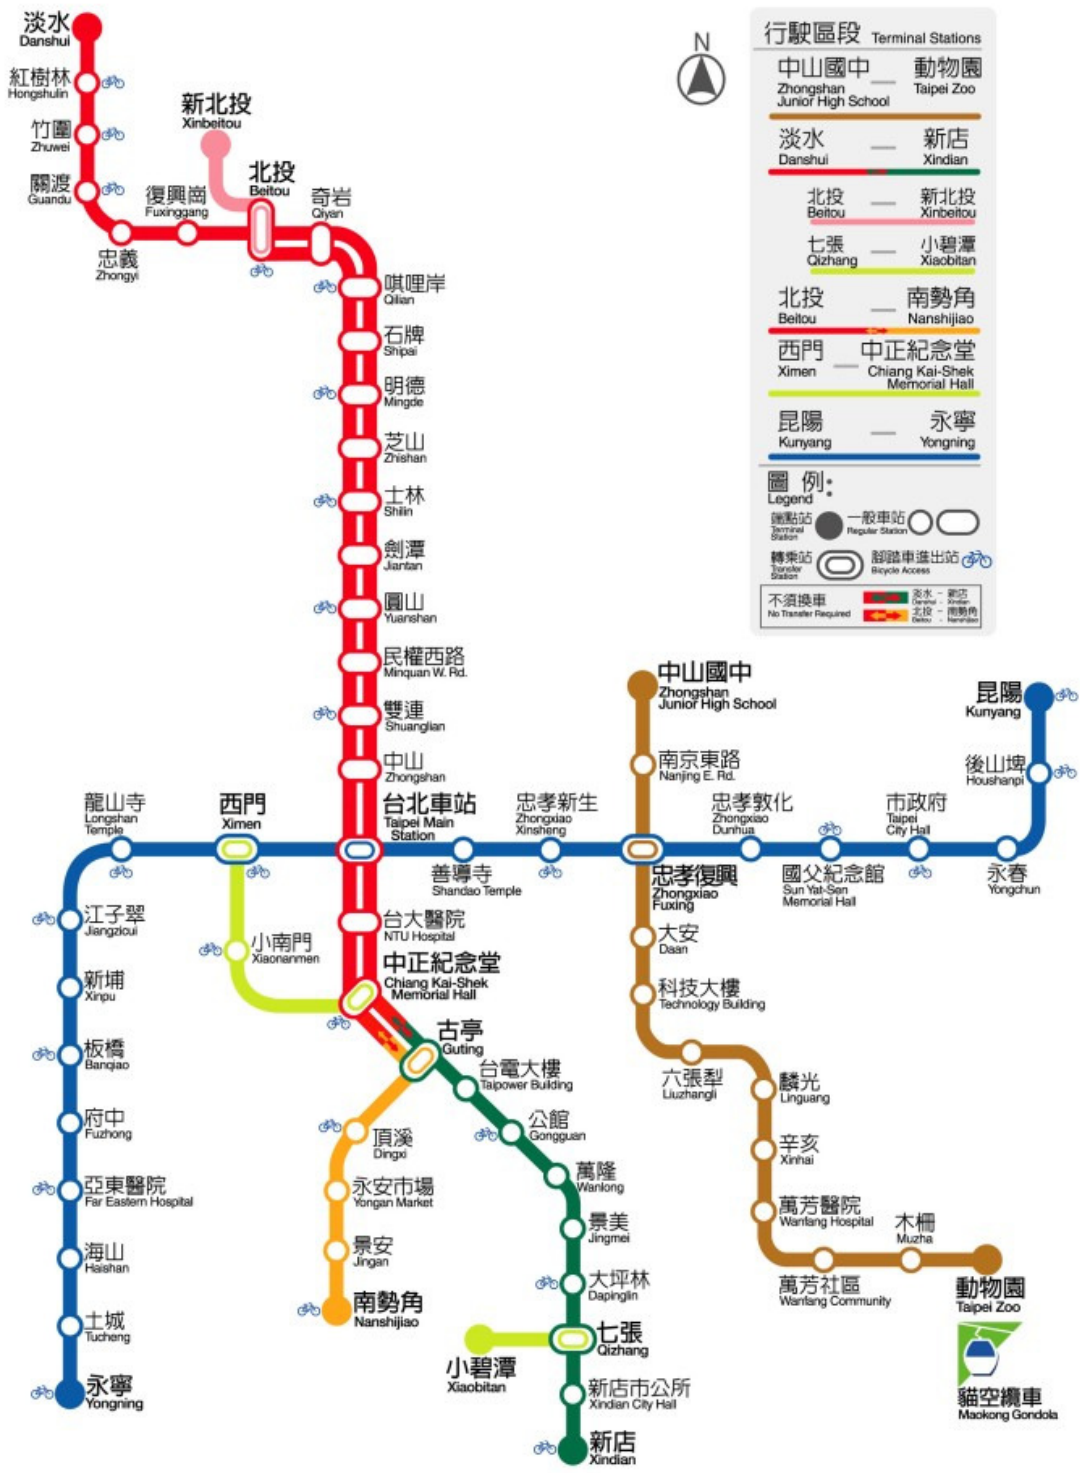 淡水
Danshui
紅樹林
Hongshulin
竹圍
Zhuwei
關渡
Guandu
忠義
Zhongyi
復興崗
Fuxinggang
新北投
Xinbeitou
北投
Beitou
奇岩
Qiyan
唭哩岸
Qilian
石牌
Shipai
明德
Mingde
芝山
Zhishan
士林
Shilin
劍潭
Jiantan
圓山
Yuanshan
民權西路
Minquan W. Rd.
雙連
Shuanglian
中山
Zhongshan
台北車站
Taipei Main
Station
台大醫院
NTU Hospital
中正紀念堂
Chiang Kai-Shek
Memorial Hall
古亭
Guting
台電大樓
Taipower Building
公館
Gongguan
萬隆
Wanlong
景美
Jingmei
大坪林
Dapinglin
七張
Qizhang
小碧潭
Xiaobitan
新店市公所
Xindian City Hall
新店
Xindian
頂溪
Dingxi
永安市場
Yongan Market
景安
Jingan
南勢角
Nanshijiao
西門
Ximen
小南門
Xiaonanmen
龍山寺
Longshan
Temple
江子翠
Jiangzicui
新埔
Xinpu
板橋
Banqiao
府中
Fuzhong
亞東醫院
Far Eastern Hospital
海山
Haishan
土城
Tucheng
永寧
Yongning
善導寺
Shandao Temple
忠孝新生
Zhongxiao
Xinsheng
忠孝復興
Zhongxiao
Fuxing
忠孝敦化
Zhongxiao
Dunhua
國父紀念館
Sun Yat-Sen
Memorial Hall
市政府
Taipei
City Hall
永春
Yongchun
後山埤
Houshanpi
昆陽
Kunyang
中山國中
Zhongshan
Junior High School
南京東路
Nanjing E. Rd.
大安
Daan
科技大樓
Technology Building
六張犁
Liuzhangli
麟光
Linguang
辛亥
Xinhai
萬芳醫院
Wanfang Hospital
萬芳社區
Wanfang Community
木柵
Muzha
動物園
Taipei Zoo
貓空纜車
Maokong Gondola
N
行駛區段 Terminal Stations
中山國中 — 動物園
Zhongshan Taipei Zoo
Junior High School
淡水 — 新店
Danshui Xindian
北投 — 新北投
Beitou Xinbeitou
七張 — 小碧潭
Qizhang Xiaobitan
北投 — 南勢角
Beitou Nanshijiao
西門 — 中正紀念堂
Ximen Chiang Kai-Shek
Memorial Hall
昆陽 — 永寧
Kunyang Yongning
圖 例:
Legend
端點站 一般車站
Terminal Station Regular Station
轉乘站 腳踏車進出站
Transfer Station Bicycle Access
不須換車
No Transfer Required
淡水 - 新店
Danshui - Xindian
北投 - 南勢角
Beitou - Nanshijiao